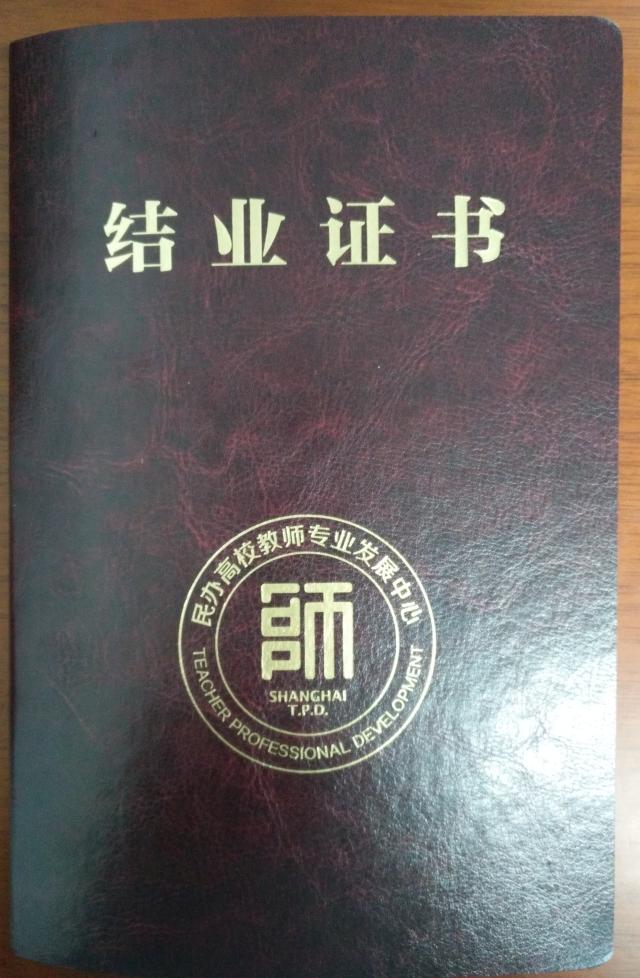 结业证书
民办高校教师专业发展中心
師
SHANGHAI
T.P.D.
TEACHER PROFESSIONAL DEVELOPMENT